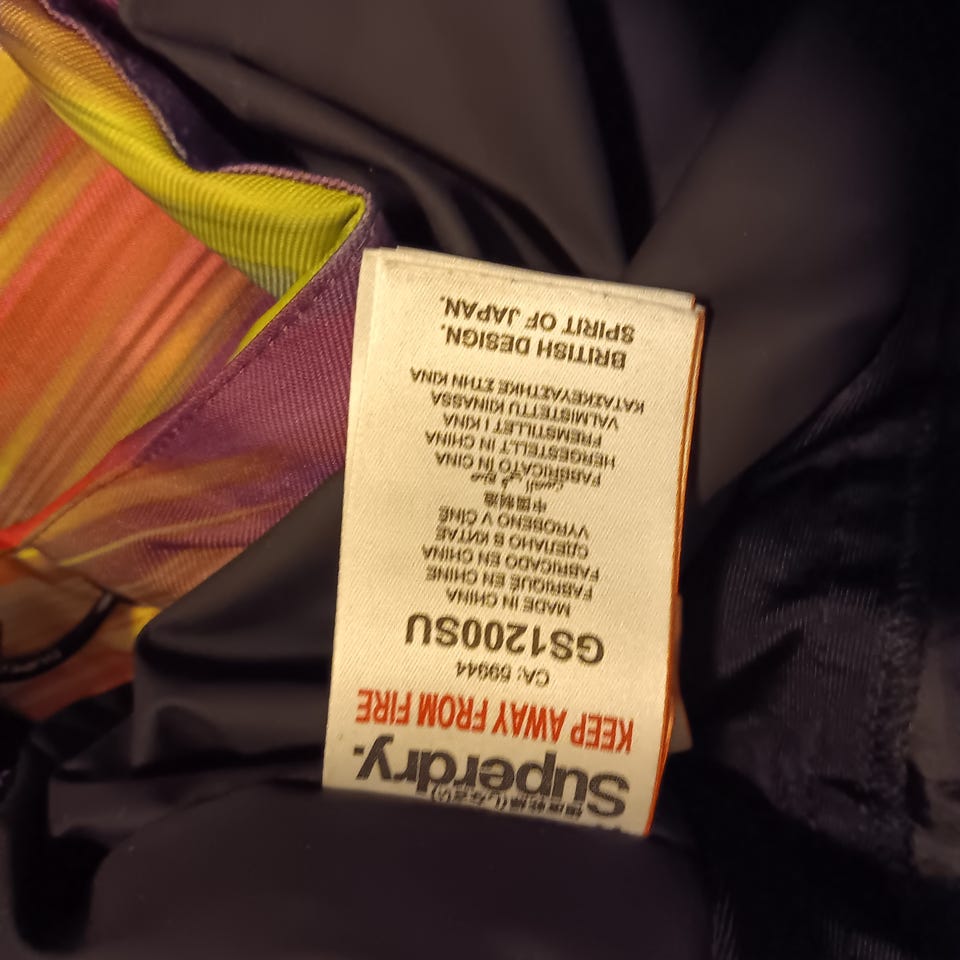 Superdry.
KEEP AWAY FROM FIRE
CA: 59944
GS1200SU
MADE IN CHINA
FABRIQUE EN CHINE
FABRICADO EN CHINA
СДЕЛАНО В КИТАЕ
VYROBENO V ČÍNĚ
中国制造
FABBRICATO IN CINA
HERGESTELLT IN CHINA
FREMSTILLET I KINA
VALMISTETTU KIINASSA
ΚΑΤΑΣΚΕΥΑΣΤΗΚΕ ΣΤΗΝ ΚΙΝΑ
BRITISH DESIGN.
SPIRIT OF JAPAN.